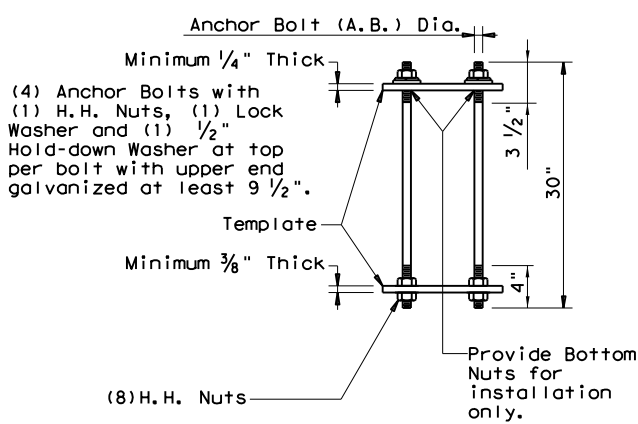 Anchor Bolt (A.B.) Dia.
Minimum 1/4" Thick
(4) Anchor Bolts with
(1) H.H. Nuts, (1) Lock
Washer and (1) 1/2"
Hold-down Washer at top
per bolt with upper end
galvanized at least 9 1/2".
3 1/2"
30"
Template
Minimum 3/8" Thick
4"
Provide Bottom
Nuts for
installation
only.
(8)H.H. Nuts